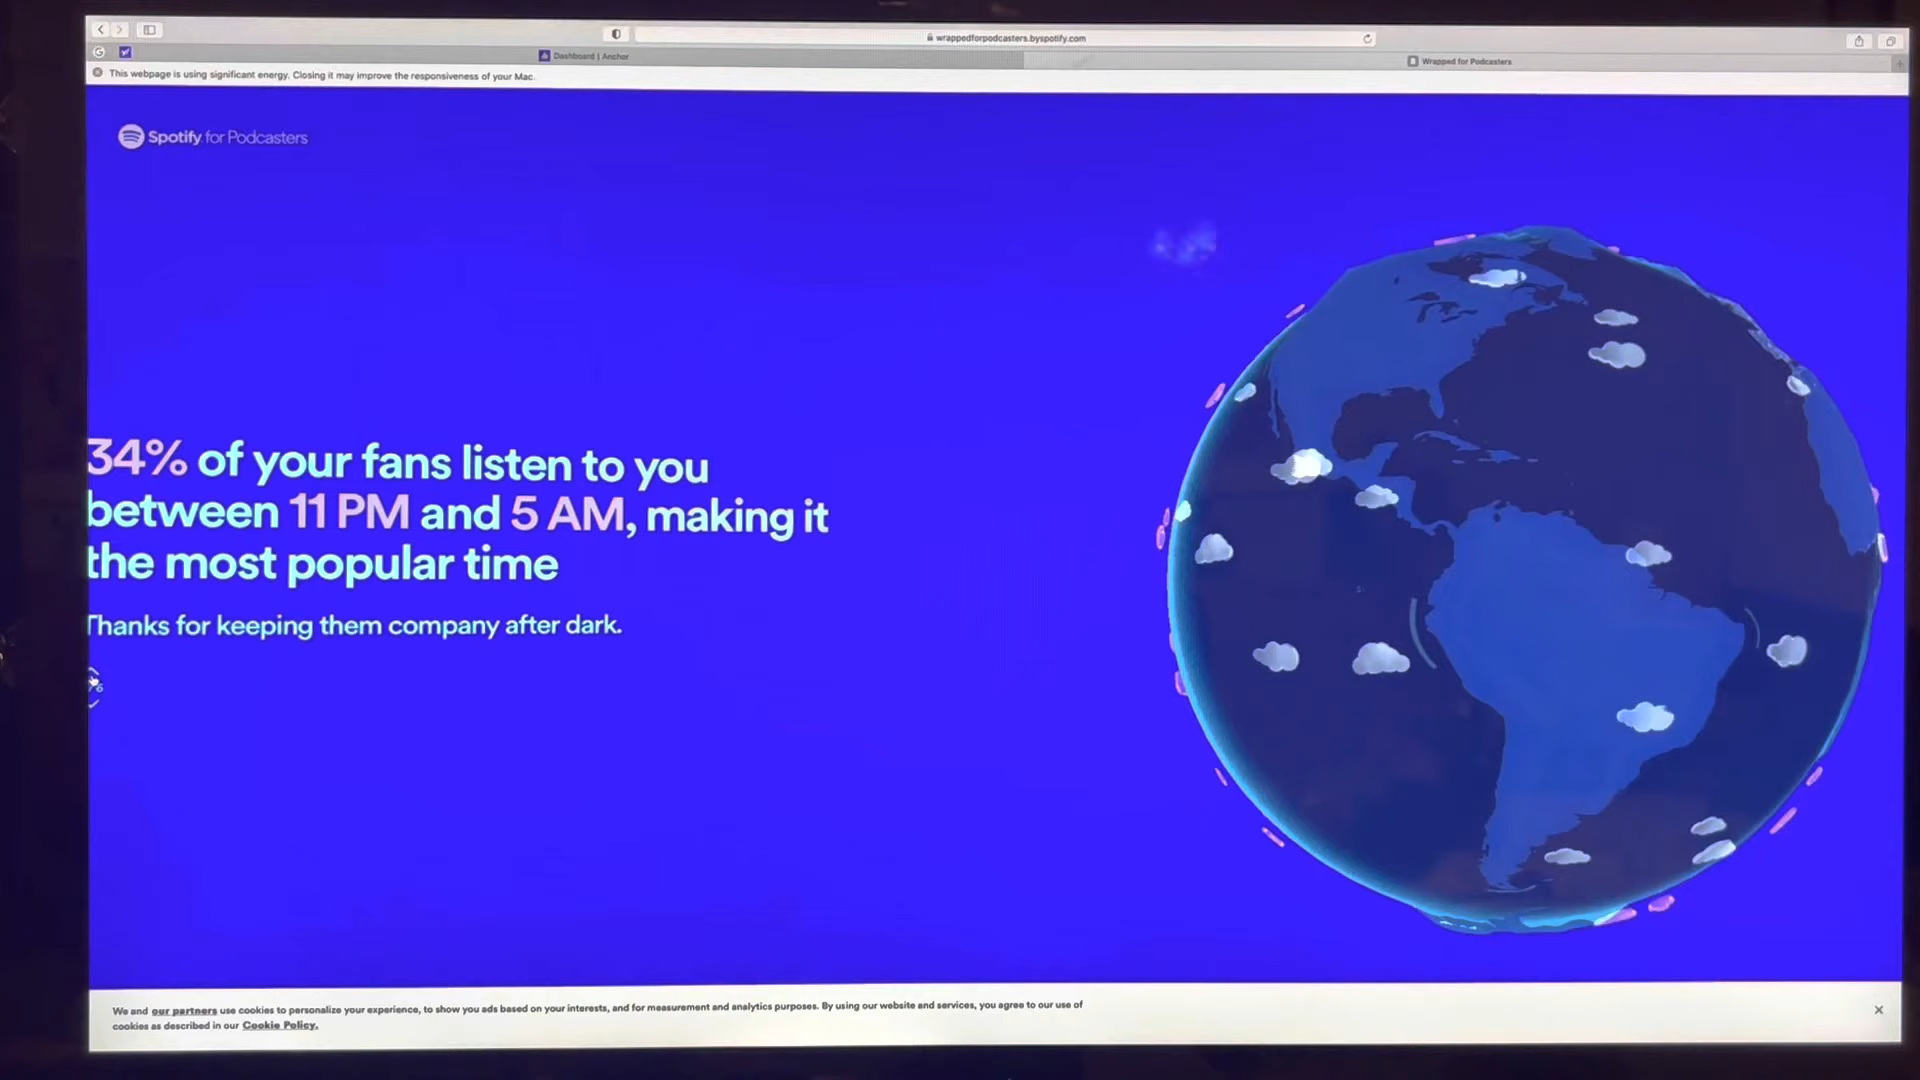 wrappedforpodcasters.byspotify.com
Dashboard | Anchor
Wrapped for Podcasters
This webpage is using significant energy. Closing it may improve the responsiveness of your Mac.
Spotify for Podcasters
34% of your fans listen to you
between 11 PM and 5 AM, making it
the most popular time
Thanks for keeping them company after dark.
We and our partners use cookies to personalize your experience, to show you ads based on your interests, and for measurement and analytics purposes. By using our website and services, you agree to our use of
cookies as described in our Cookie Policy.